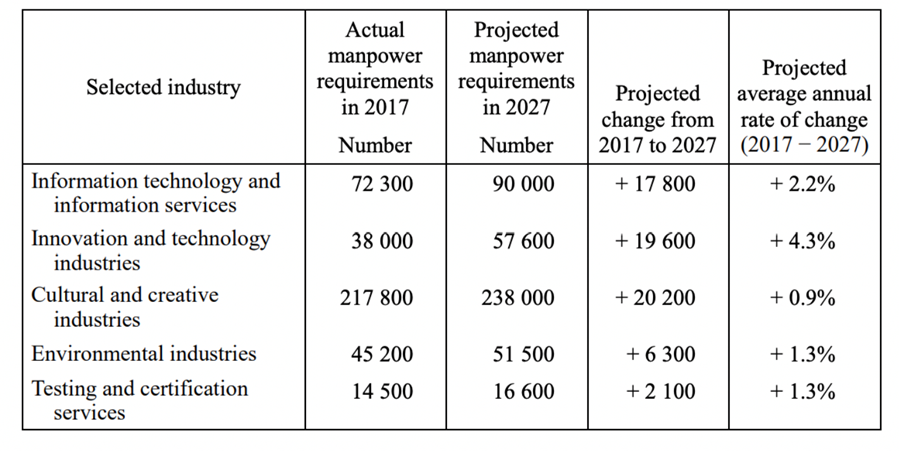 Selected industry
Actual
manpower
requirements
in 2017
Number
Projected
manpower
requirements
in 2027
Number
Projected
change from
2017 to 2027
Projected
average annual
rate of change
(2017 – 2027)
Information technology and 72 300 90 000 + 17 800 + 2.2%
information services
Innovation and technology 38 000 57 600 + 19 600 + 4.3%
industries
Cultural and creative 217 800 238 000 + 20 200 + 0.9%
industries
Environmental industries 45 200 51 500 + 6 300 + 1.3%
Testing and certification 14 500 16 600 + 2 100 + 1.3%
services